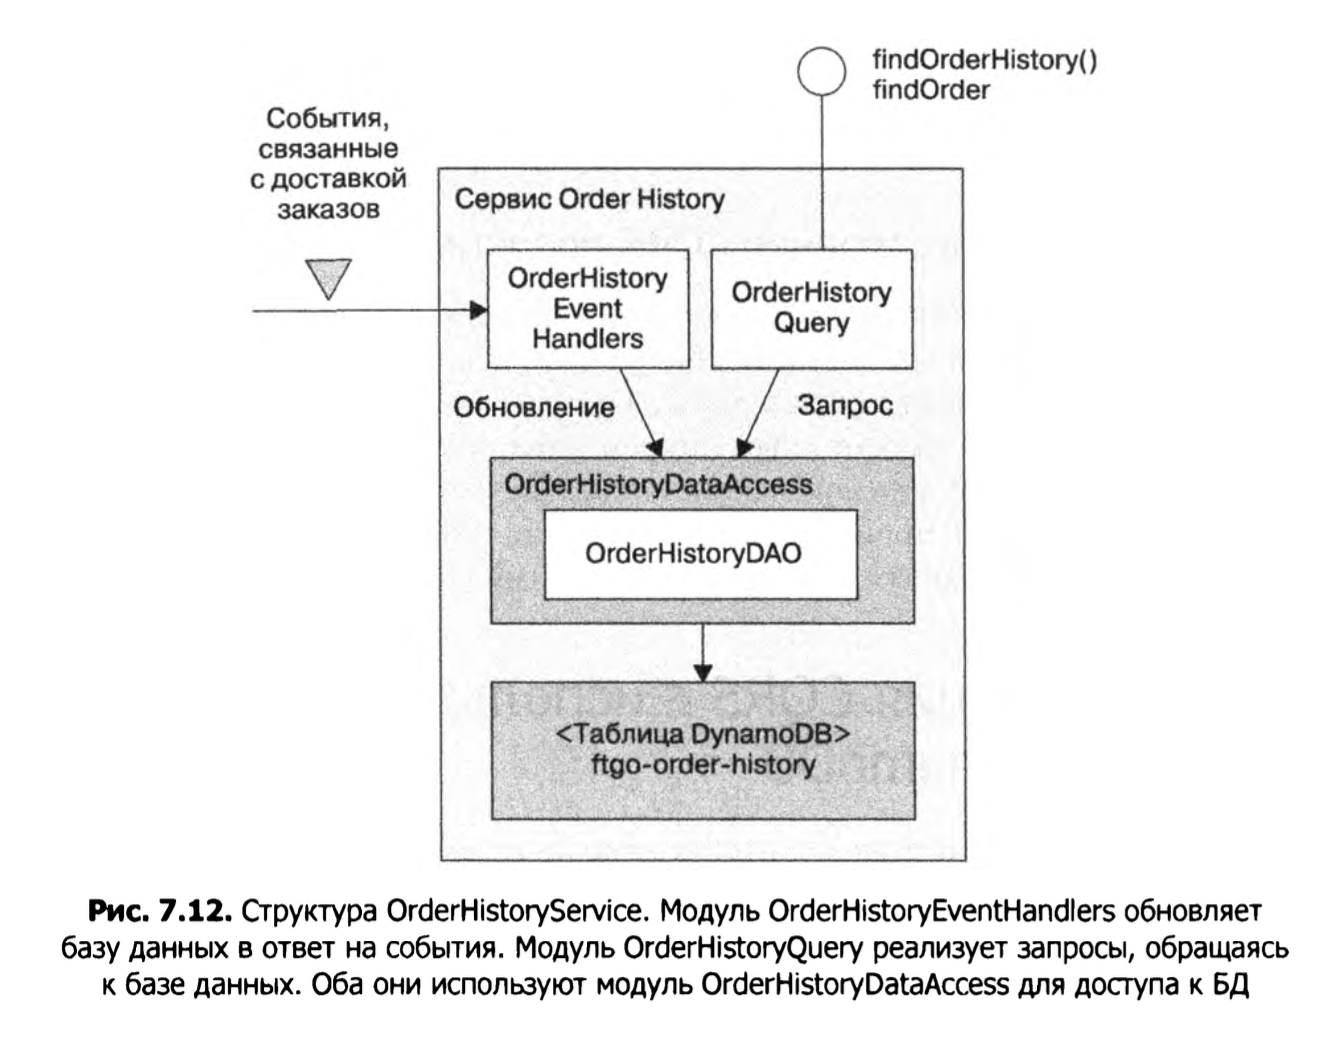 findOrderHistory()
findOrder
События,
связанные
с доставкой
заказов
Сервис Order History
OrderHistory
Event
Handlers
OrderHistory
Query
Обновление
Запрос
OrderHistoryDataAccess
OrderHistoryDAO
<Таблица DynamoDB>
ftgo-order-history
Рис. 7.12. Структура OrderHistoryService. Модуль OrderHistoryEventHandlers обновляет
базу данных в ответ на события. Модуль OrderHistoryQuery реализует запросы, обращаясь
к базе данных. Оба они используют модуль OrderHistoryDataAccess для доступа к БД